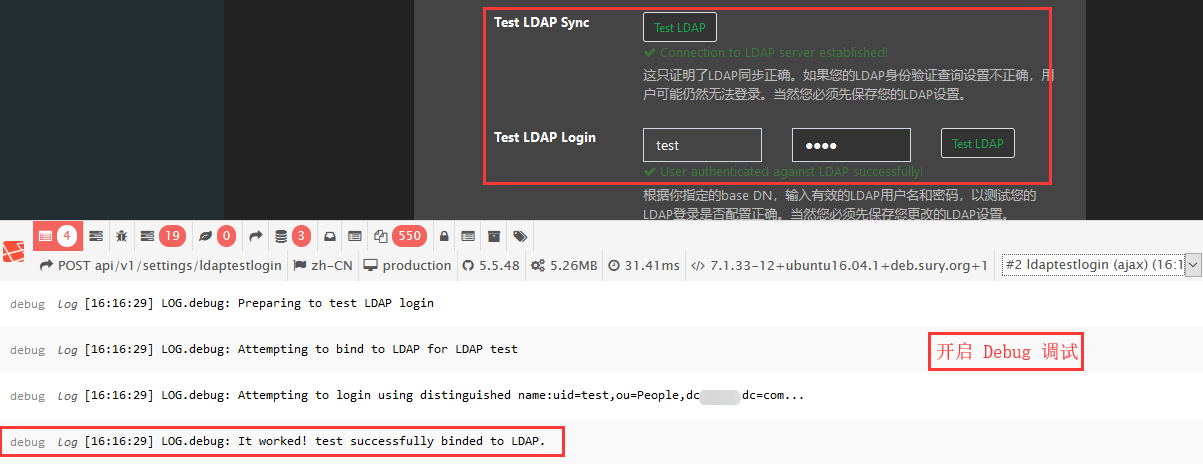 Test LDAP Sync
Test LDAP
✔ Connection to LDAP server established!
这只证明了LDAP同步正确。如果您的LDAP身份验证查询设置不正确，用
户可能仍然无法登录。当然您必须先保存您的LDAP设置。
Test LDAP Login
test
●●●●
Test LDAP
✔ User authenticated against LDAP successfully!
根据你指定的base DN，输入有效的LDAP用户名和密码，以测试您的
LDAP登录是否配置正确。当然您必须先保存您更改的LDAP设置。
4 19 0 3 550
POST api/v1/settings/ldaptestlogin zh-CN production 5.5.48 5.26MB 31.41ms 7.1.33-12+ubuntu16.04.1+deb.sury.org+1 #2 ldaptestlogin (ajax) (16:1
debug log [16:16:29] LOG.debug: Preparing to test LDAP login
debug log [16:16:29] LOG.debug: Attempting to bind to LDAP for LDAP test
开启 Debug 调试
debug log [16:16:29] LOG.debug: Attempting to login using distinguished name:uid=test,ou=People,dc dc=com...
debug log [16:16:29] LOG.debug: It worked! test successfully binded to LDAP.